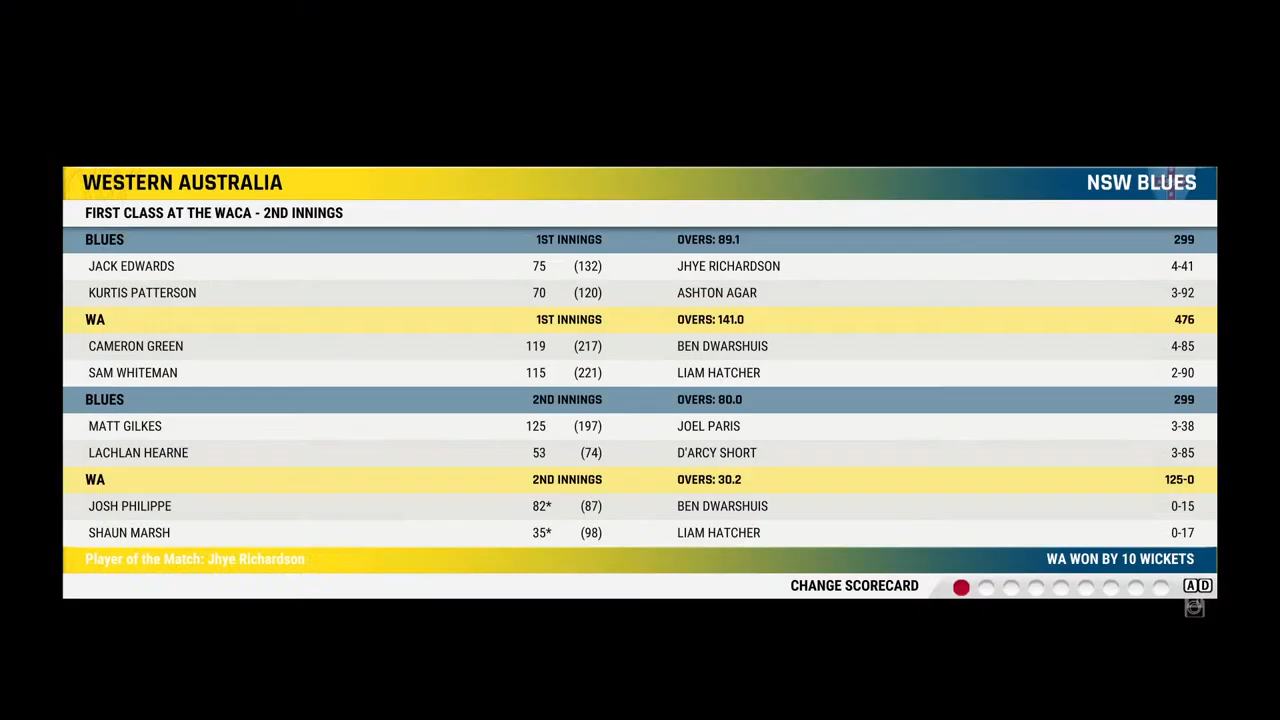 WESTERN AUSTRALIA NSW BLUES
FIRST CLASS AT THE WACA - 2ND INNINGS
BLUES 1ST INNINGS OVERS: 89.1 299
JACK EDWARDS 75 (132) JHYE RICHARDSON 4-41
KURTIS PATTERSON 70 (120) ASHTON AGAR 3-92
WA 1ST INNINGS OVERS: 141.0 476
CAMERON GREEN 119 (217) BEN DWARSHUIS 4-85
SAM WHITEMAN 115 (221) LIAM HATCHER 2-90
BLUES 2ND INNINGS OVERS: 80.0 299
MATT GILKES 125 (197) JOEL PARIS 3-38
LACHLAN HEARNE 53 (74) D'ARCY SHORT 3-85
WA 2ND INNINGS OVERS: 30.2 125-0
JOSH PHILIPPE 82* (87) BEN DWARSHUIS 0-15
SHAUN MARSH 35* (98) LIAM HATCHER 0-17
Player of the Match: Jhye Richardson WA WON BY 10 WICKETS
CHANGE SCORECARD A D